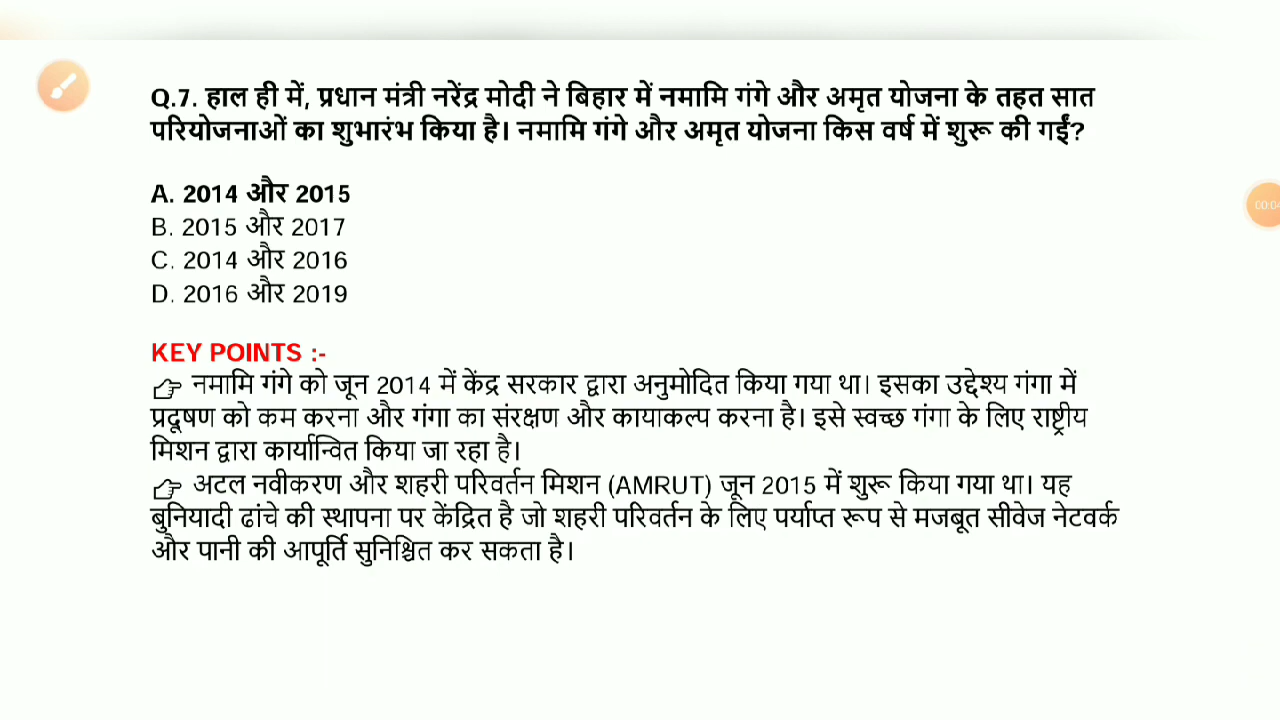 Q.7. हाल ही में, प्रधान मंत्री नरेंद्र मोदी ने बिहार में नमामि गंगे और अमृत योजना के तहत सात
परियोजनाओं का शुभारंभ किया है। नमामि गंगे और अमृत योजना किस वर्ष में शुरू की गईं?
A. 2014 और 2015
B. 2015 और 2017
C. 2014 और 2016
D. 2016 और 2019
KEY POINTS :-
नमामि गंगे को जून 2014 में केंद्र सरकार द्वारा अनुमोदित किया गया था। इसका उद्देश्य गंगा में
प्रदूषण को कम करना और गंगा का संरक्षण और कायाकल्प करना है। इसे स्वच्छ गंगा के लिए राष्ट्रीय
मिशन द्वारा कार्यान्वित किया जा रहा है।
अटल नवीकरण और शहरी परिवर्तन मिशन (AMRUT) जून 2015 में शुरू किया गया था। यह
बुनियादी ढांचे की स्थापना पर केंद्रित है जो शहरी परिवर्तन के लिए पर्याप्त रूप से मजबूत सीवेज नेटवर्क
और पानी की आपूर्ति सुनिश्चित कर सकता है।